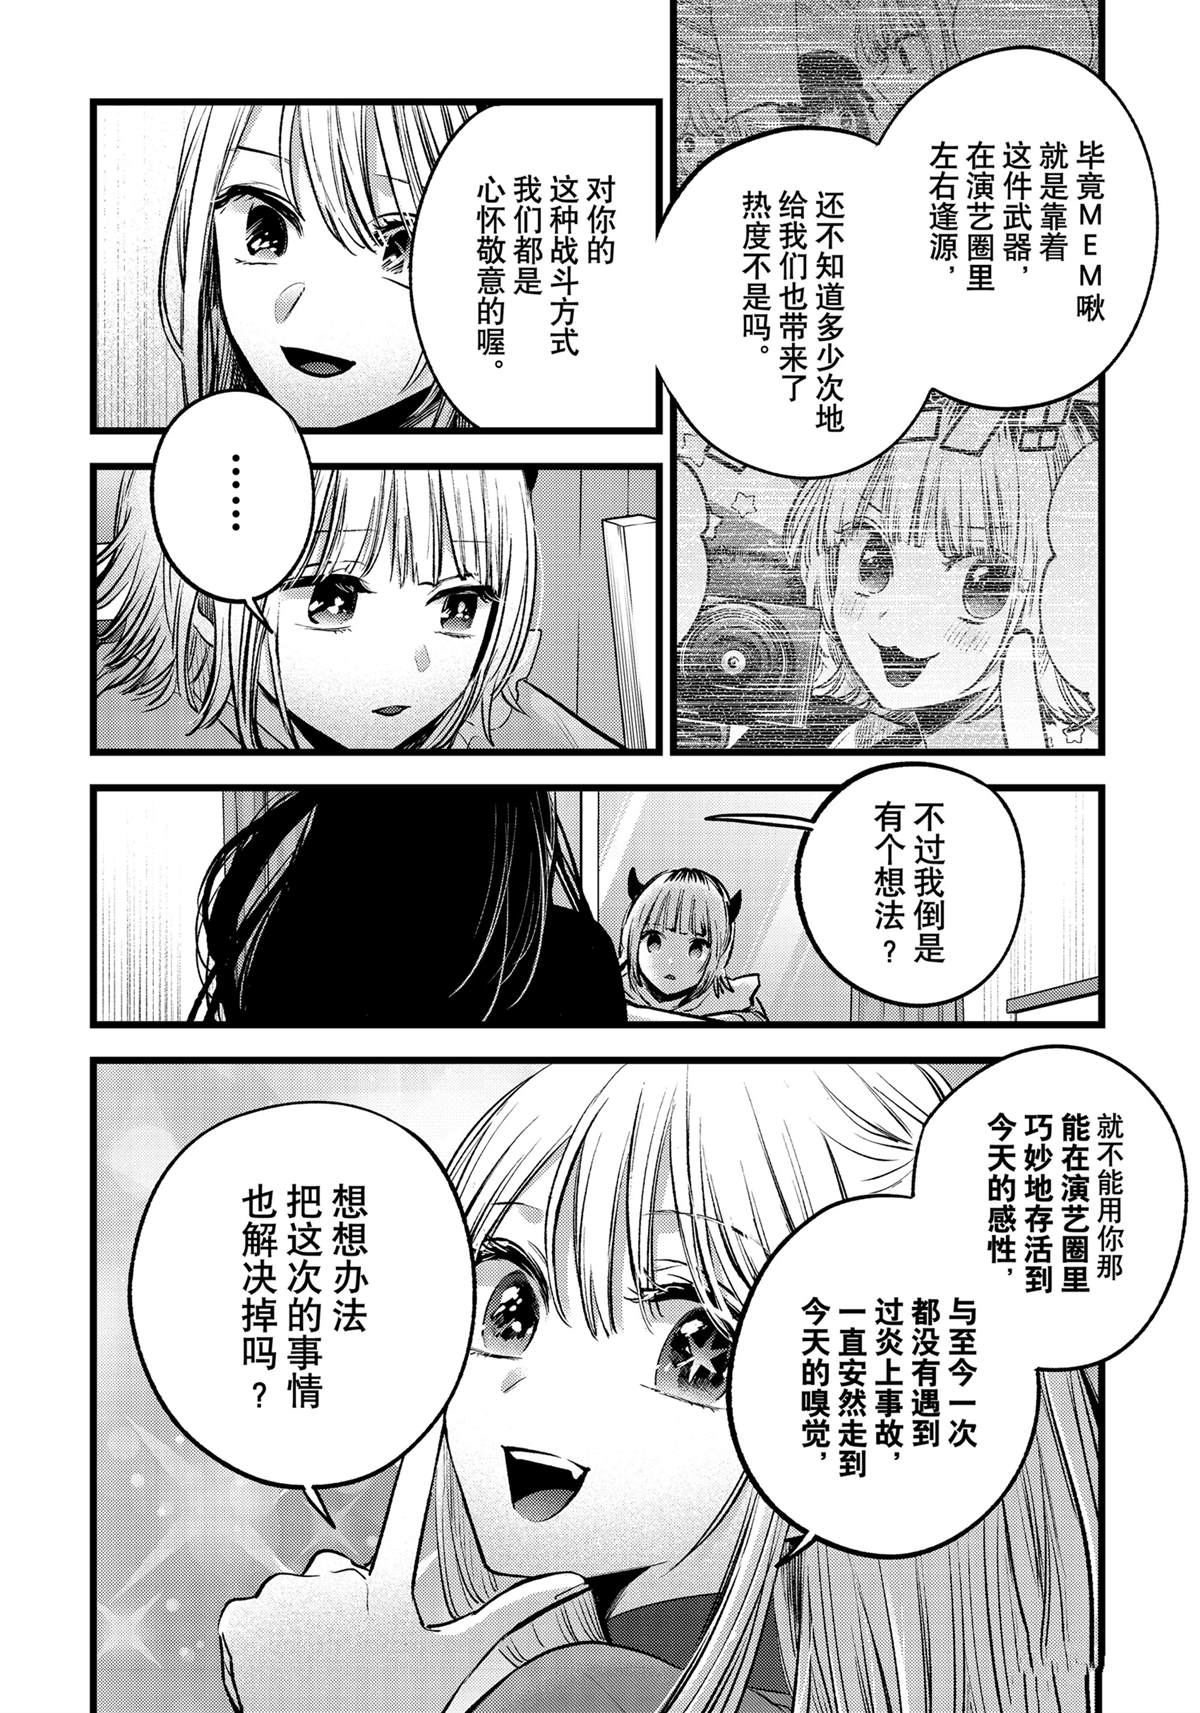 毕竟MEM啾
就是靠着
这件武器，
在演艺圈里
左右逢源，
还不知道多少次地
给我们也带来了
热度不是吗。
对你的
这种战斗方式
我们都是
心怀敬意的喔。
……
不过我倒是
有个想法？
就不能用你那
能在演艺圈里
巧妙地存活到
今天的感性，
与至今一次
都没有遇到
过炎上事故，
一直安然走到
今天的嗅觉，
想想办法
把这次的事情
也解决掉吗？